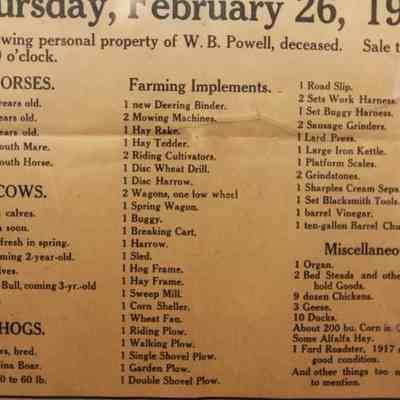 ursday, February 26, 19
wing personal property of W. B. Powell, deceased. Sale t
o'clock.
HORSES.
years old.
years old.
years old.
outh Mare.
outh Horse.
COWS.
calves.
soon.
fresh in spring.
ming 2-year-old.
lves.
Bull, coming 3-yr.-old
HOGS.
s, bred.
ina Boar.
0 to 60 lb.
Farming Implements.
1 new Deering Binder.
2 Mowing Machines.
1 Hay Rake.
1 Hay Tedder.
2 Riding Cultivators.
1 Disc Wheat Drill.
1 Disc Harrow.
2 Wagons, one low wheel
1 Spring Wagon.
1 Buggy.
1 Breaking Cart.
1 Harrow.
1 Sled.
1 Hog Frame.
1 Hay Frame.
1 Sweep Mill.
1 Corn Sheller.
1 Wheat Fan.
1 Riding Plow.
1 Walking Plow.
1 Single Shovel Plow.
1 Garden Plow.
1 Double Shovel Plow.
1 Road Slip.
2 Sets Work Harness.
1 Set Buggy Harness.
2 Sausage Grinders.
1 Lard Press.
1 Large Iron Kettle.
1 Platform Scales.
2 Grindstones.
1 Sharples Cream Sepa
1 Set Blacksmith Tools.
1 barrel Vinegar.
1 ten-gallon Barrel Chu
Miscellaneo
1 Organ.
2 Bed Steads and othe
hold Goods.
9 dozen Chickens.
3 Geese.
10 Ducks.
About 200 bu. Corn in
Some Alfalfa Hay.
1 Ford Roadster, 1917
good condition.
And other things too
to mention.